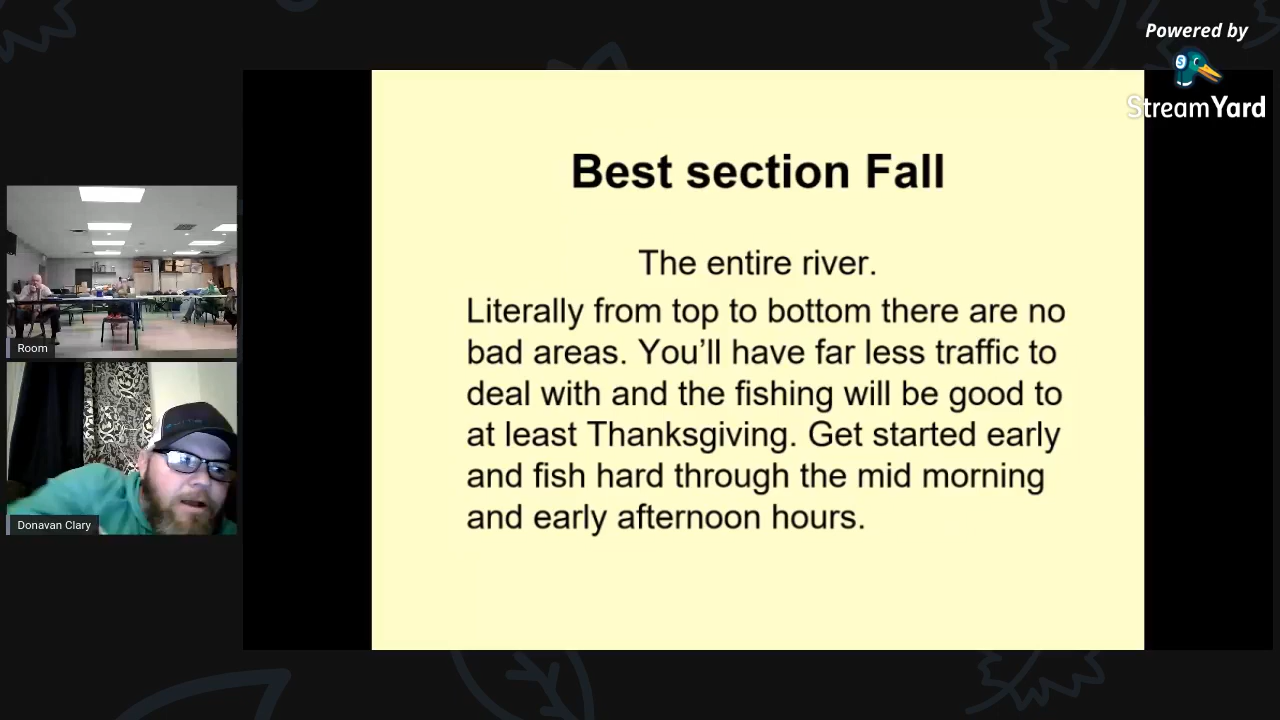 Powered by
StreamYard
Best section Fall
The entire river.
Literally from top to bottom there are no
bad areas. You’ll have far less traffic to
deal with and the fishing will be good to
at least Thanksgiving. Get started early
and fish hard through the mid morning
and early afternoon hours.
Room
Donavan Clary